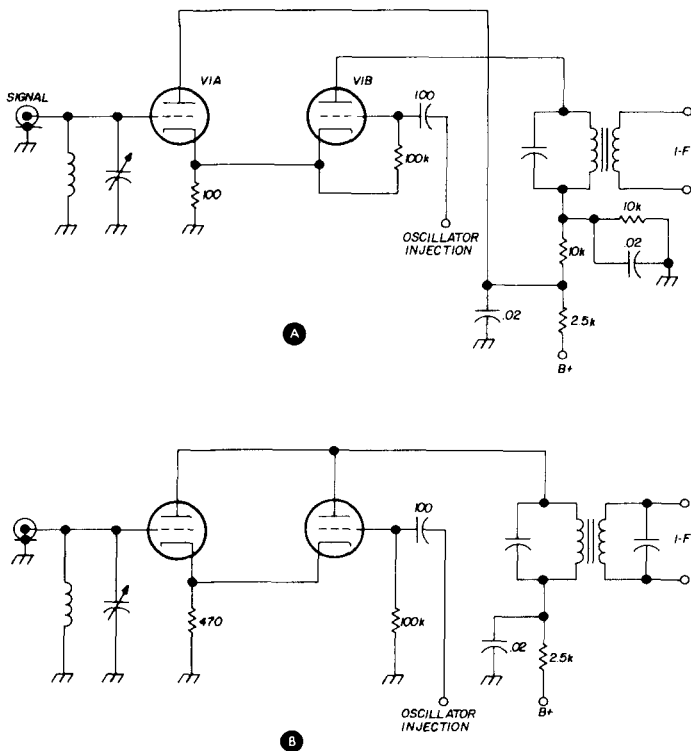 V1A
V1B
SIGNAL
100
100k
100
OSCILLATOR
INJECTION
I-F
10k
.02
10k
.02
2.5k
B+
A
100
I-F
470
100k
.02
2.5k
OSCILLATOR
INJECTION
B+
B